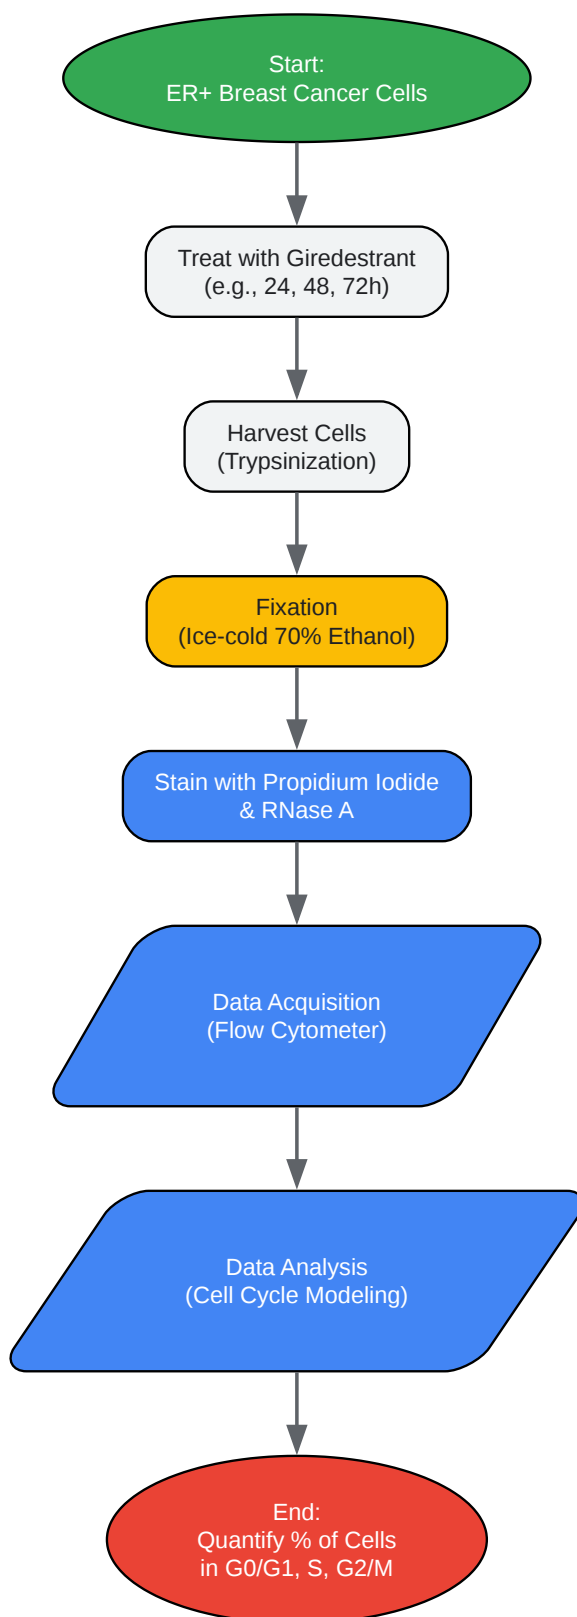 Start:
ER+ Breast Cancer Cells
Treat with Giredestrant
(e.g., 24, 48, 72h)
Harvest Cells
(Trypsinization)
Fixation
(Ice-cold 70% Ethanol)
Stain with Propidium Iodide
& RNase A
Data Acquisition
(Flow Cytometer)
Data Analysis
(Cell Cycle Modeling)
End:
Quantify % of Cells
in G0/G1, S, G2/M